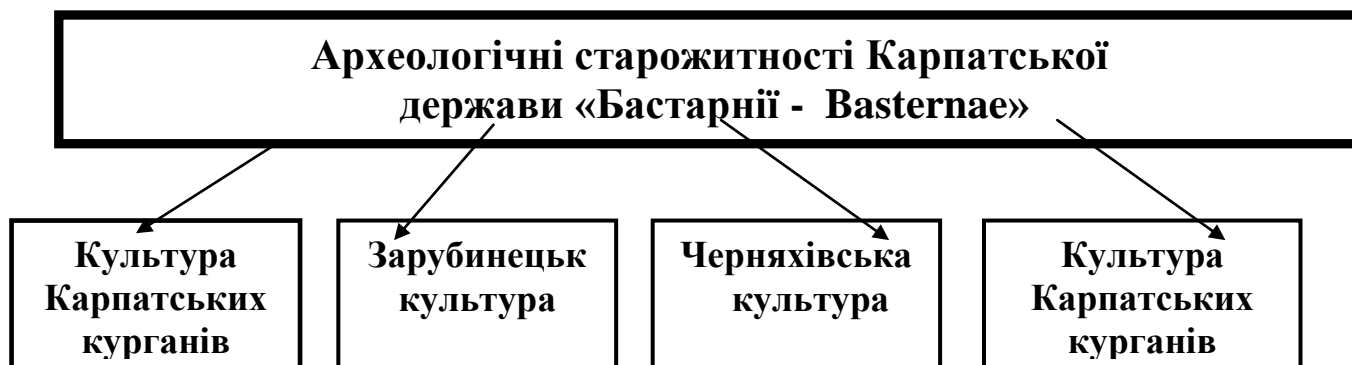 Археологічні старожитності Карпатської
держави «Бастарнії - Basternae»
Культура
Карпатських
курганів
Зарубинецьк
культура
Черняхівська
культура
Культура
Карпатських
курганів